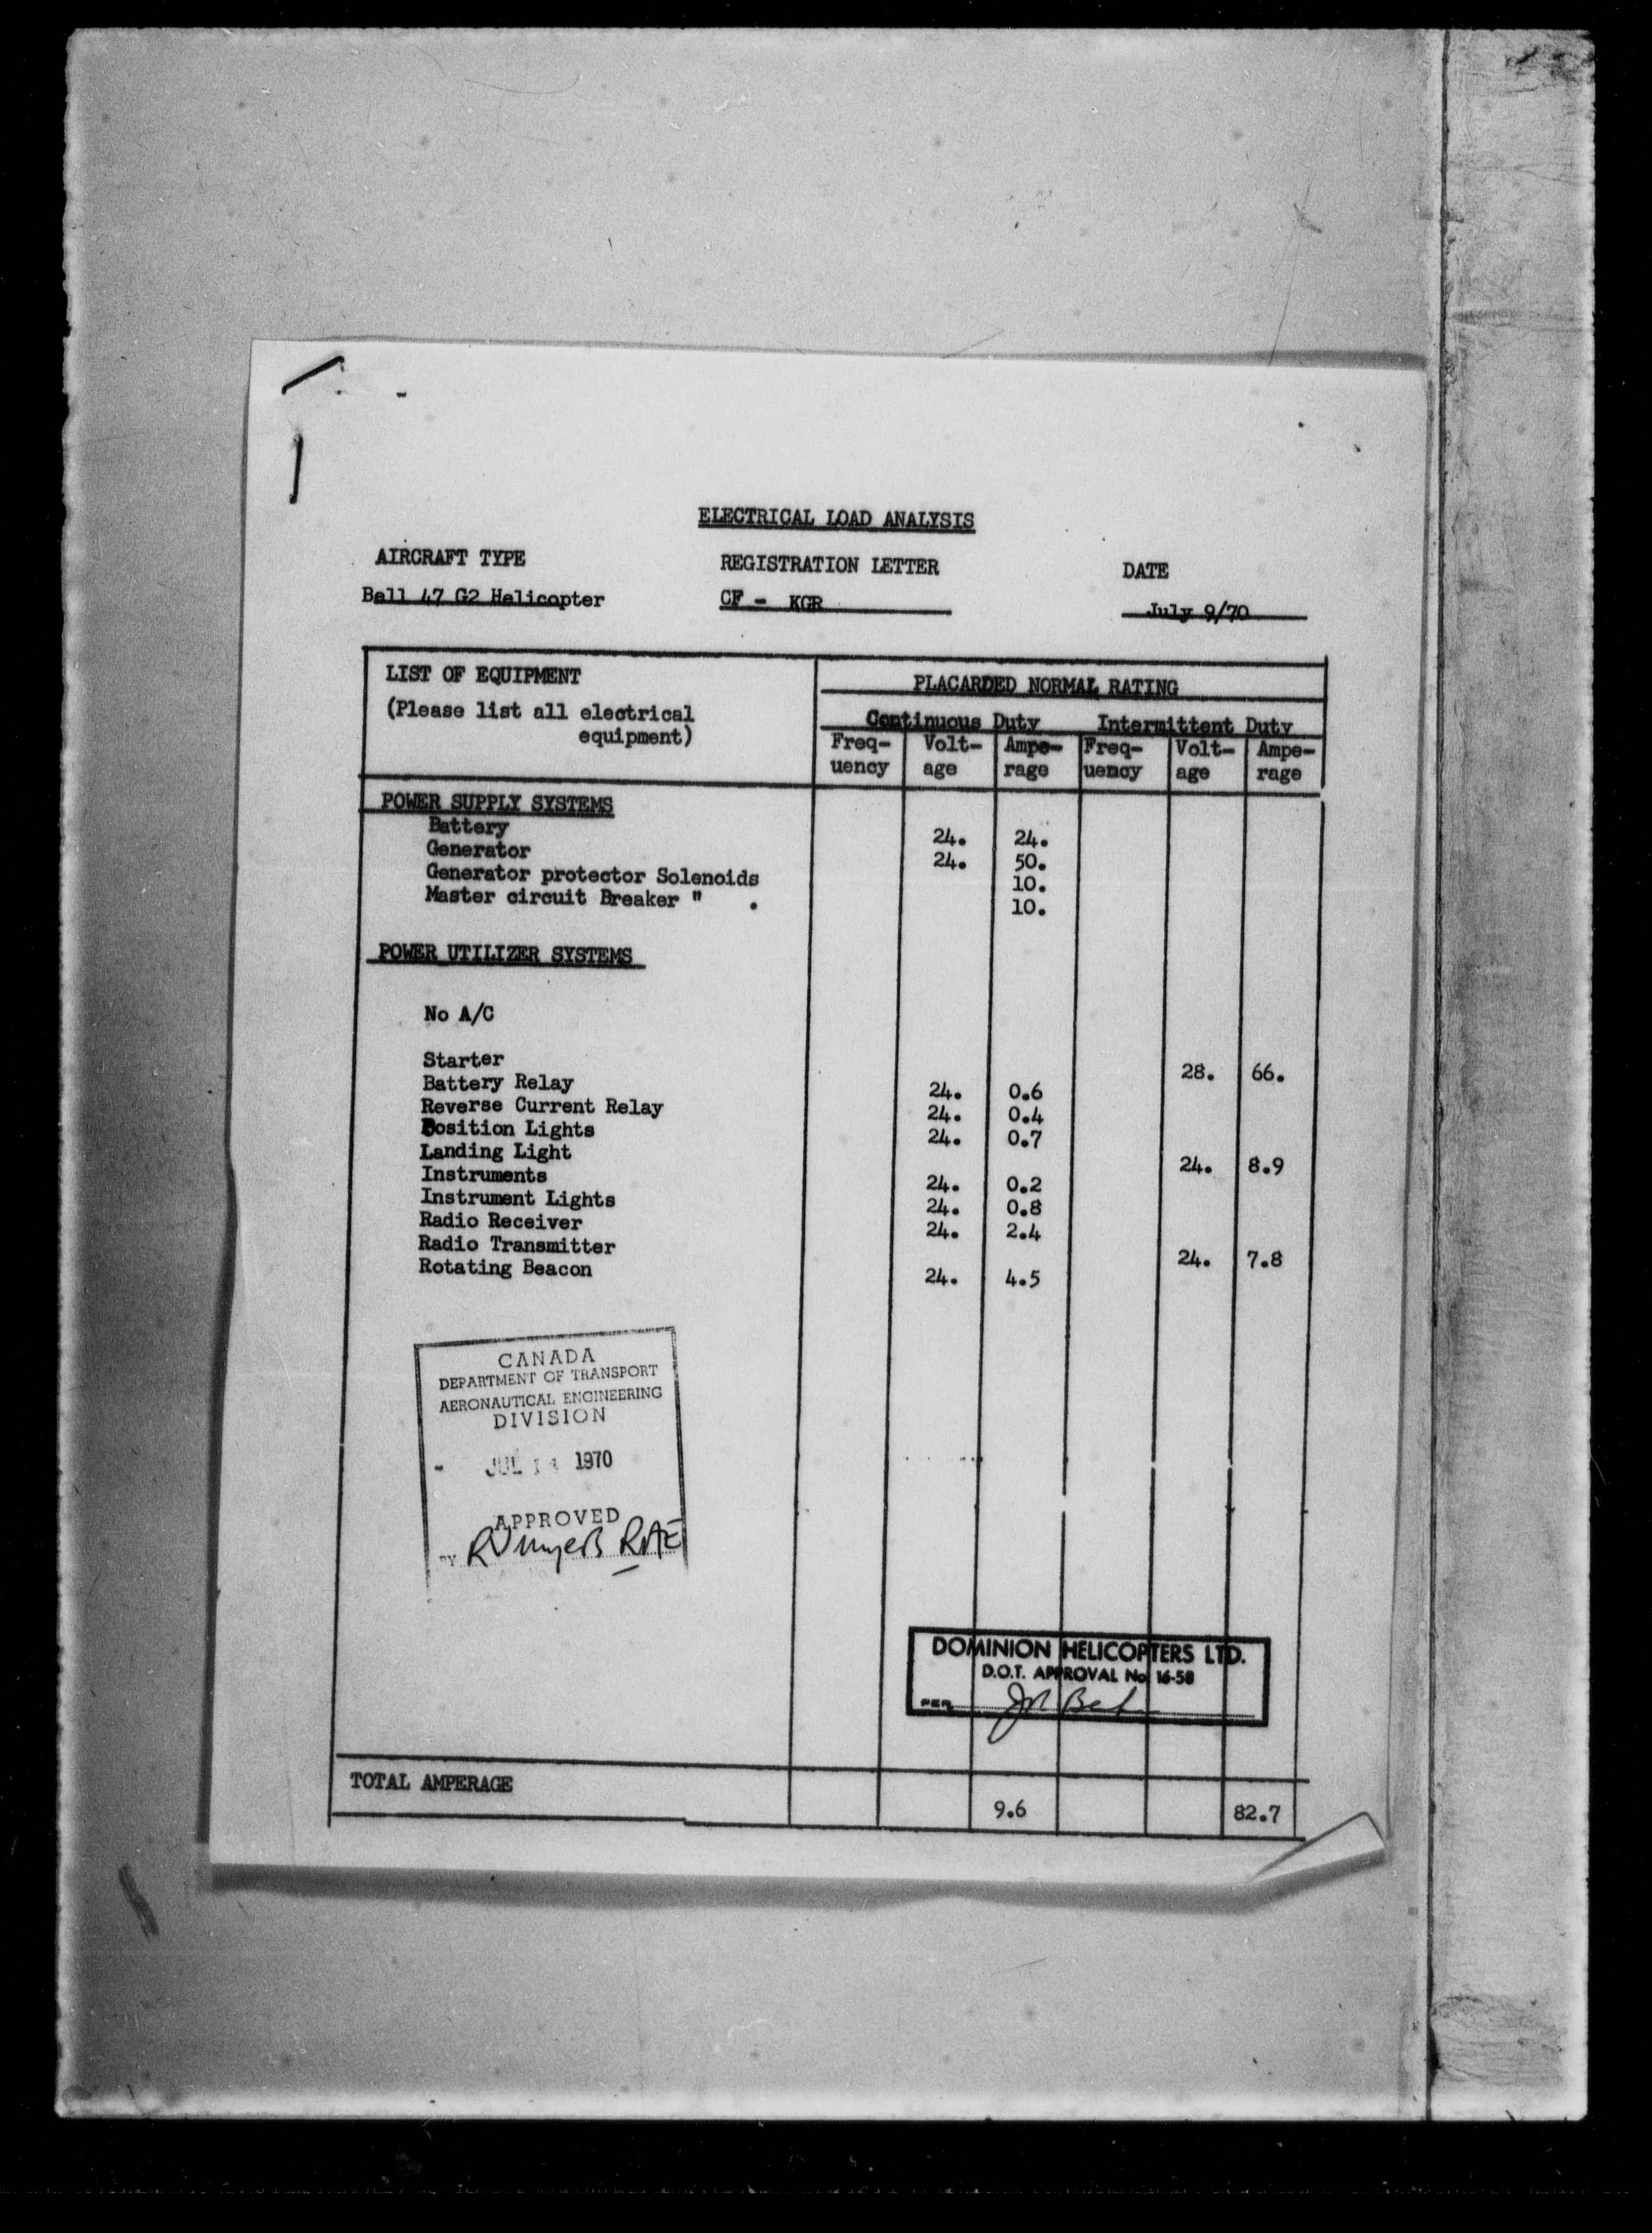 ELECTRICAL LOAD ANALYSIS
AIRCRAFT TYPE REGISTRATION LETTER DATE
Bell 47 G2 Helicopter CF - KGR July 9/70
LIST OF EQUIPMENT PLACARDED NORMAL RATING
(Please list all electrical Continuous Duty Intermittent Duty
equipment) Freq- Volt- Ampe- Freq- Volt- Ampe-
uency age rage uency age rage
POWER SUPPLY SYSTEMS
Battery 24. 24.
Generator 24. 50.
Generator protector Solenoids 10.
Master circuit Breaker " . 10.
POWER UTILIZER SYSTEMS
No A/C
Starter 28. 66.
Battery Relay 24. 0.6
Reverse Current Relay 24. 0.4
Position Lights 24. 0.7
Landing Light 24. 8.9
Instruments 24. 0.2
Instrument Lights 24. 0.8
Radio Receiver 24. 2.4
Radio Transmitter 24. 7.8
Rotating Beacon 24. 4.5
CANADA
DEPARTMENT OF TRANSPORT
AERONAUTICAL ENGINEERING
DIVISION
JUL 14 1970
APPROVED
BY
DOMINION HELICOPTERS LTD.
D.O.T. APPROVAL No 16-58
PER
TOTAL AMPERAGE 9.6 82.7